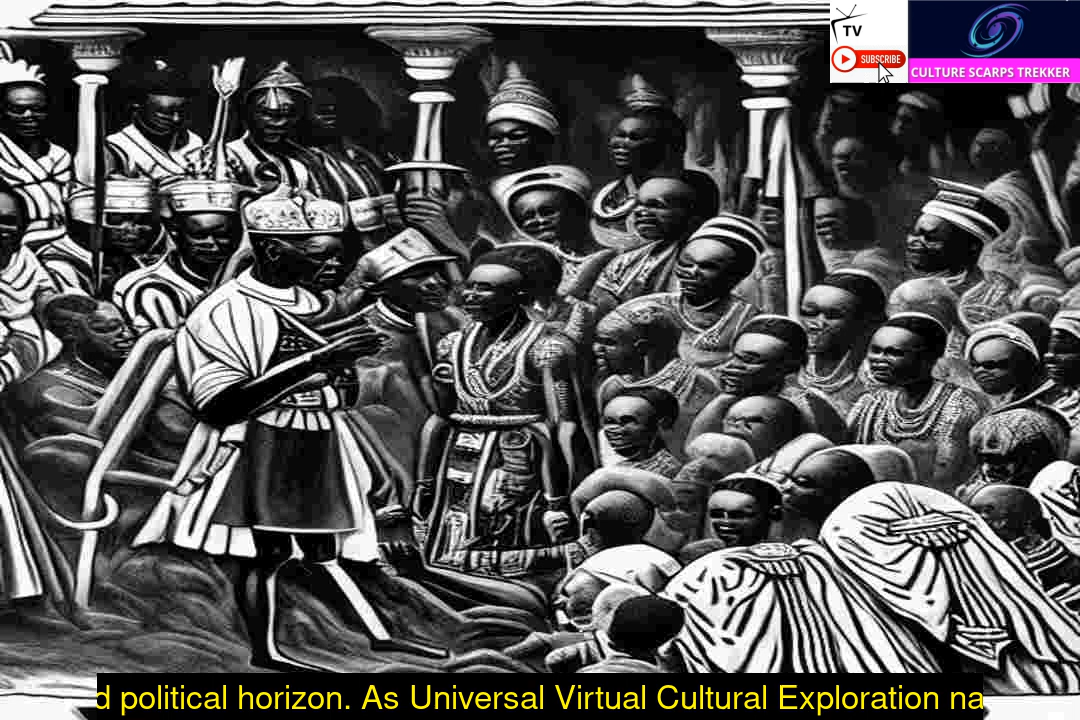 TV
SUBSCRIBE
CULTURE SCARPS TREKKER
d political horizon. As Universal Virtual Cultural Exploration na